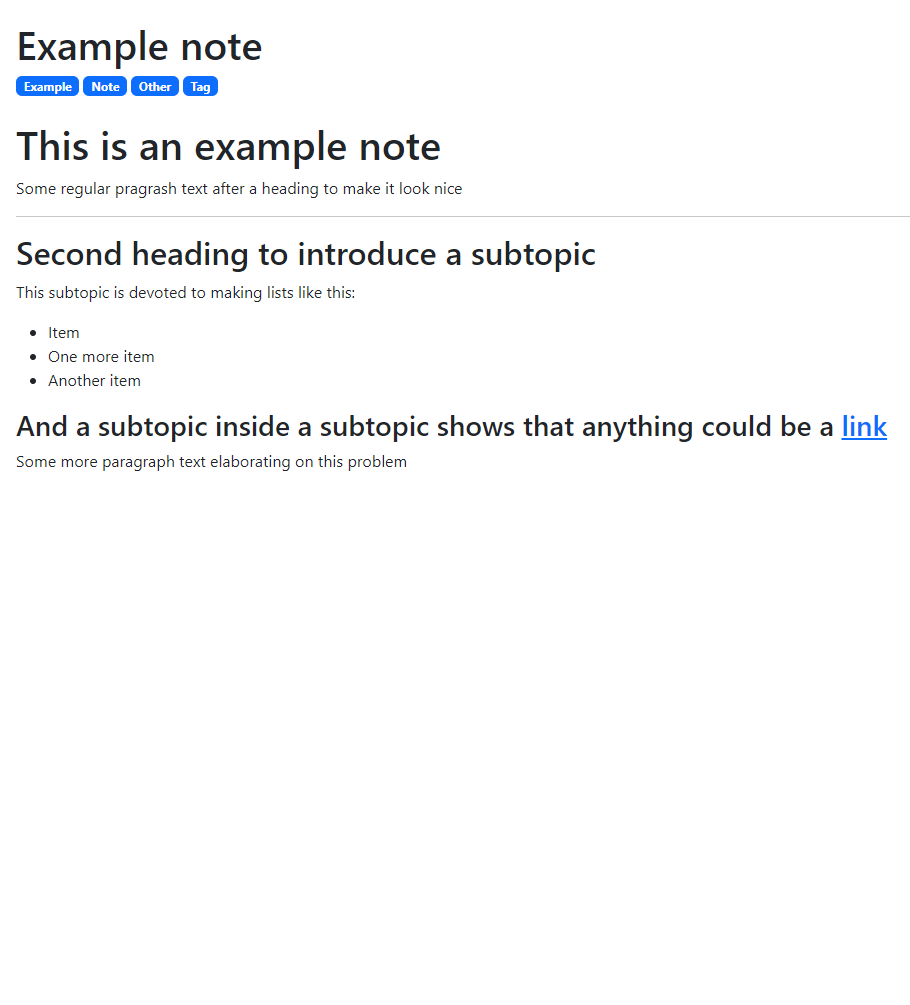 Example note
Example Note Other Tag
This is an example note
Some regular pragrash text after a heading to make it look nice
Second heading to introduce a subtopic
This subtopic is devoted to making lists like this:
Item
One more item
Another item
And a subtopic inside a subtopic shows that anything could be a link
Some more paragraph text elaborating on this problem